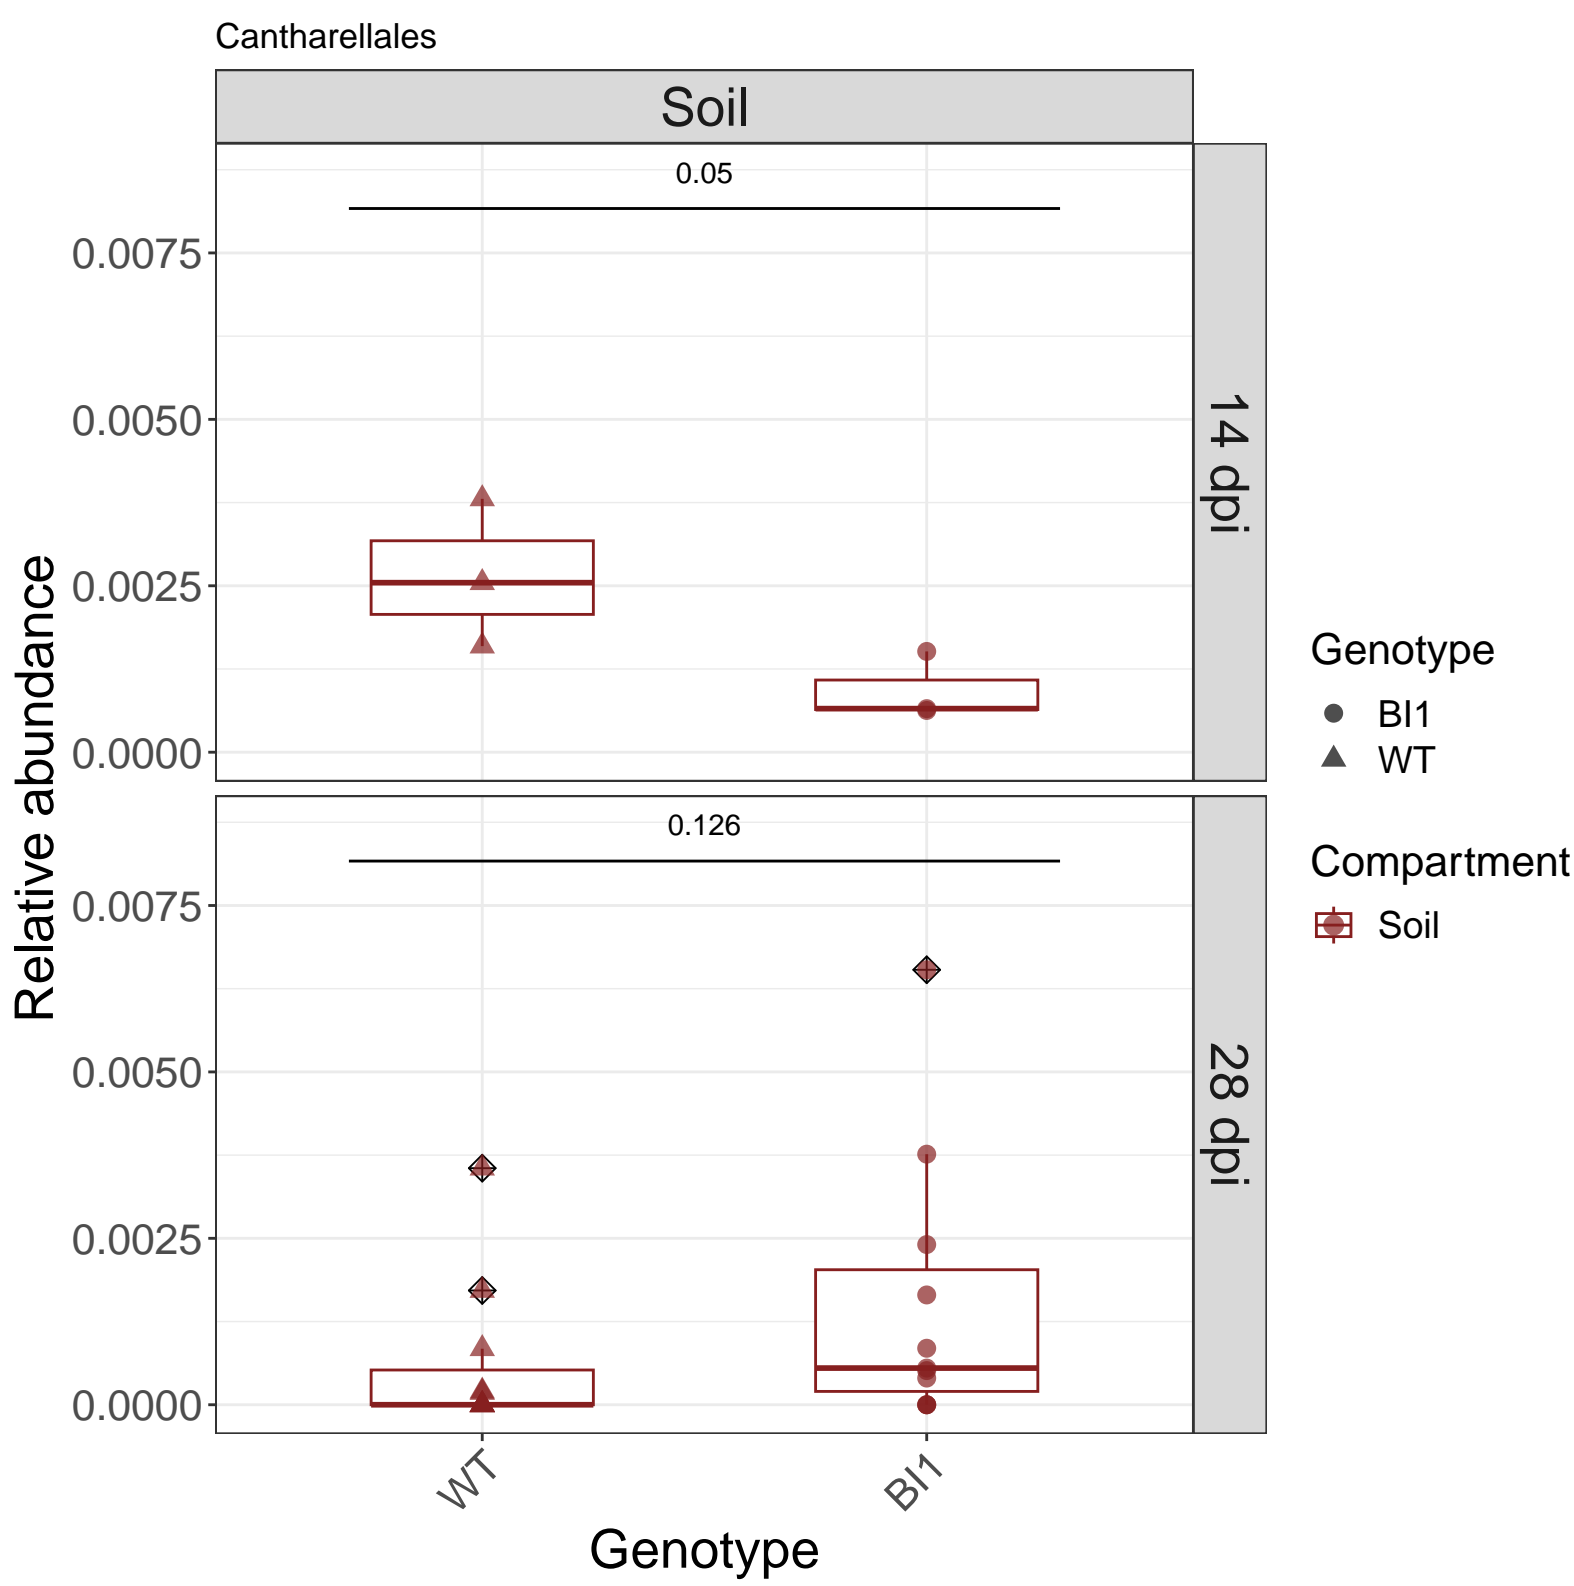 Cantharellales
Soil
0.05
0.0075
0.0050
0.0025
0.0000
14 dpi
0.126
0.0075
0.0050
0.0025
0.0000
28 dpi
WT
BI1
Genotype
Relative abundance
Genotype
BI1
WT
Compartment
Soil